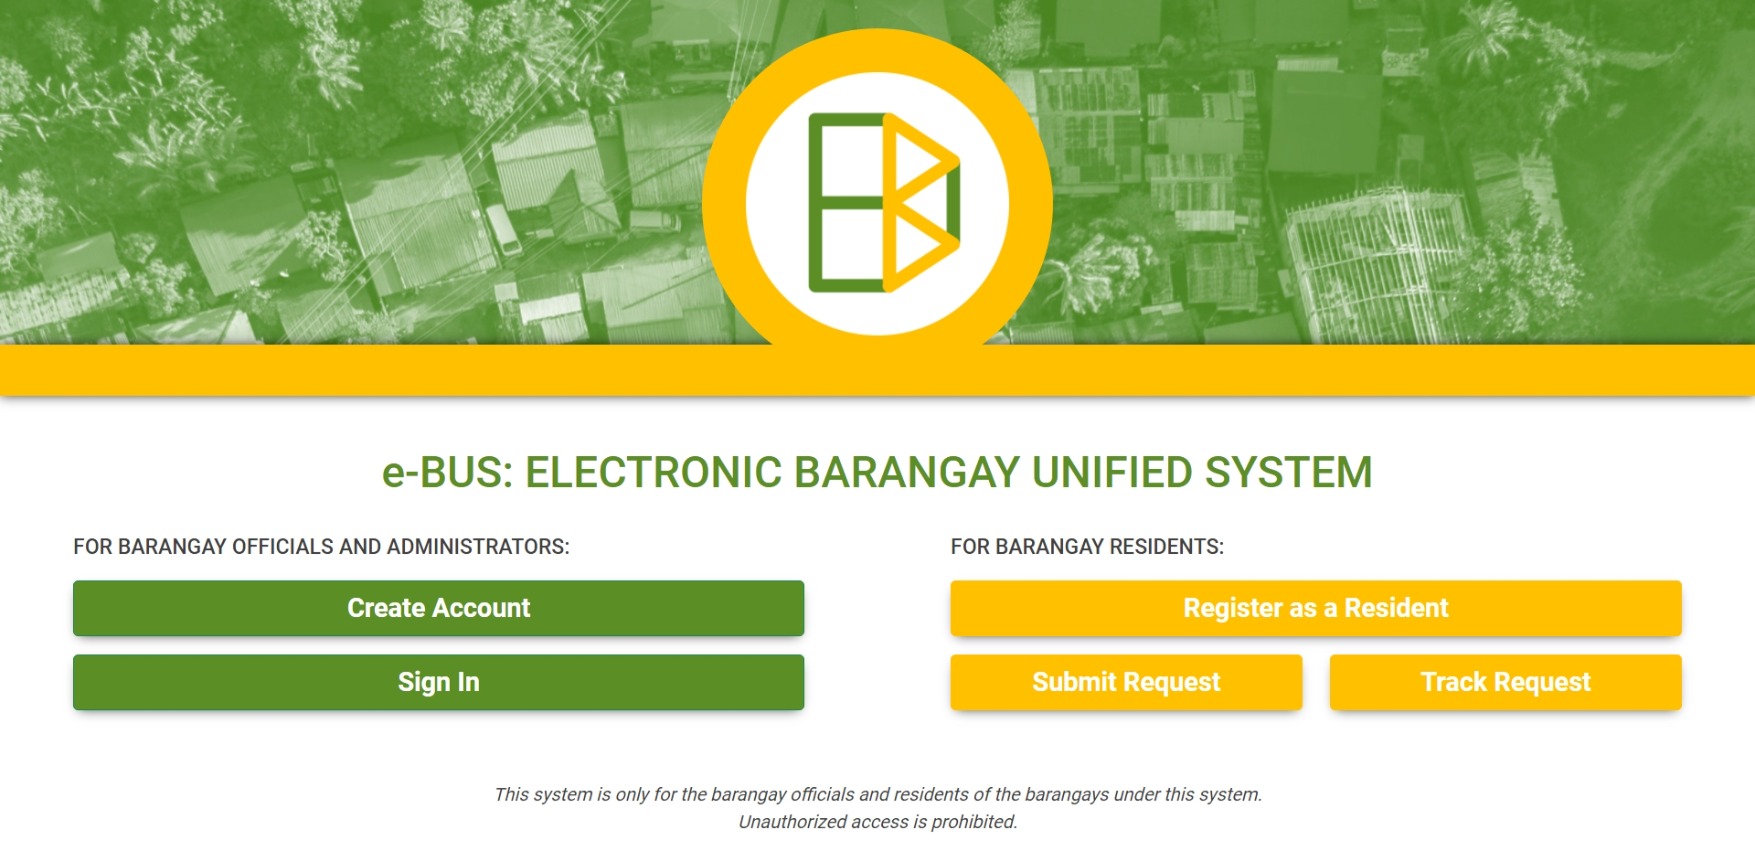 e-BUS: ELECTRONIC BARANGAY UNIFIED SYSTEM
FOR BARANGAY OFFICIALS AND ADMINISTRATORS:
Create Account
Sign In
FOR BARANGAY RESIDENTS:
Register as a Resident
Submit Request
Track Request
This system is only for the barangay officials and residents of the barangays under this system.
Unauthorized access is prohibited.